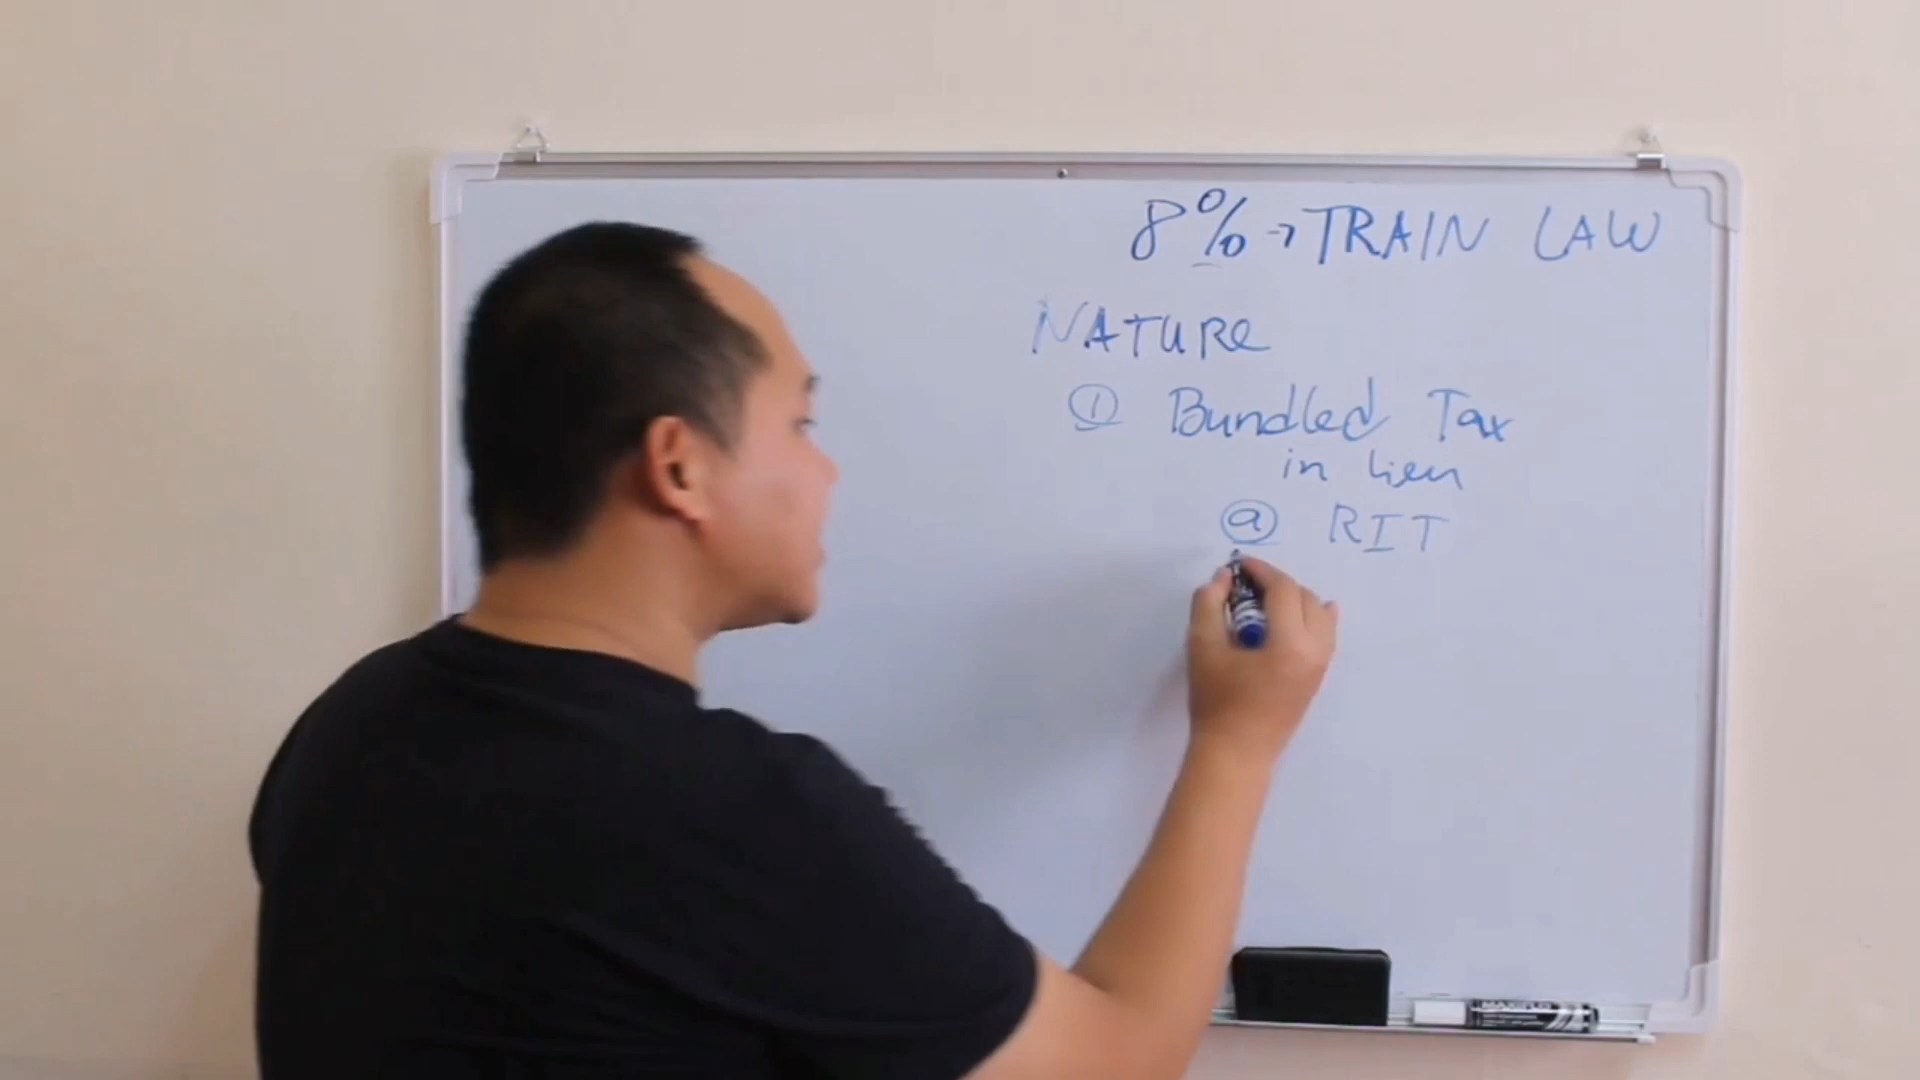 8% → TRAIN LAW
NATURE
① Bundled Tax
in lieu
ⓐ RIT